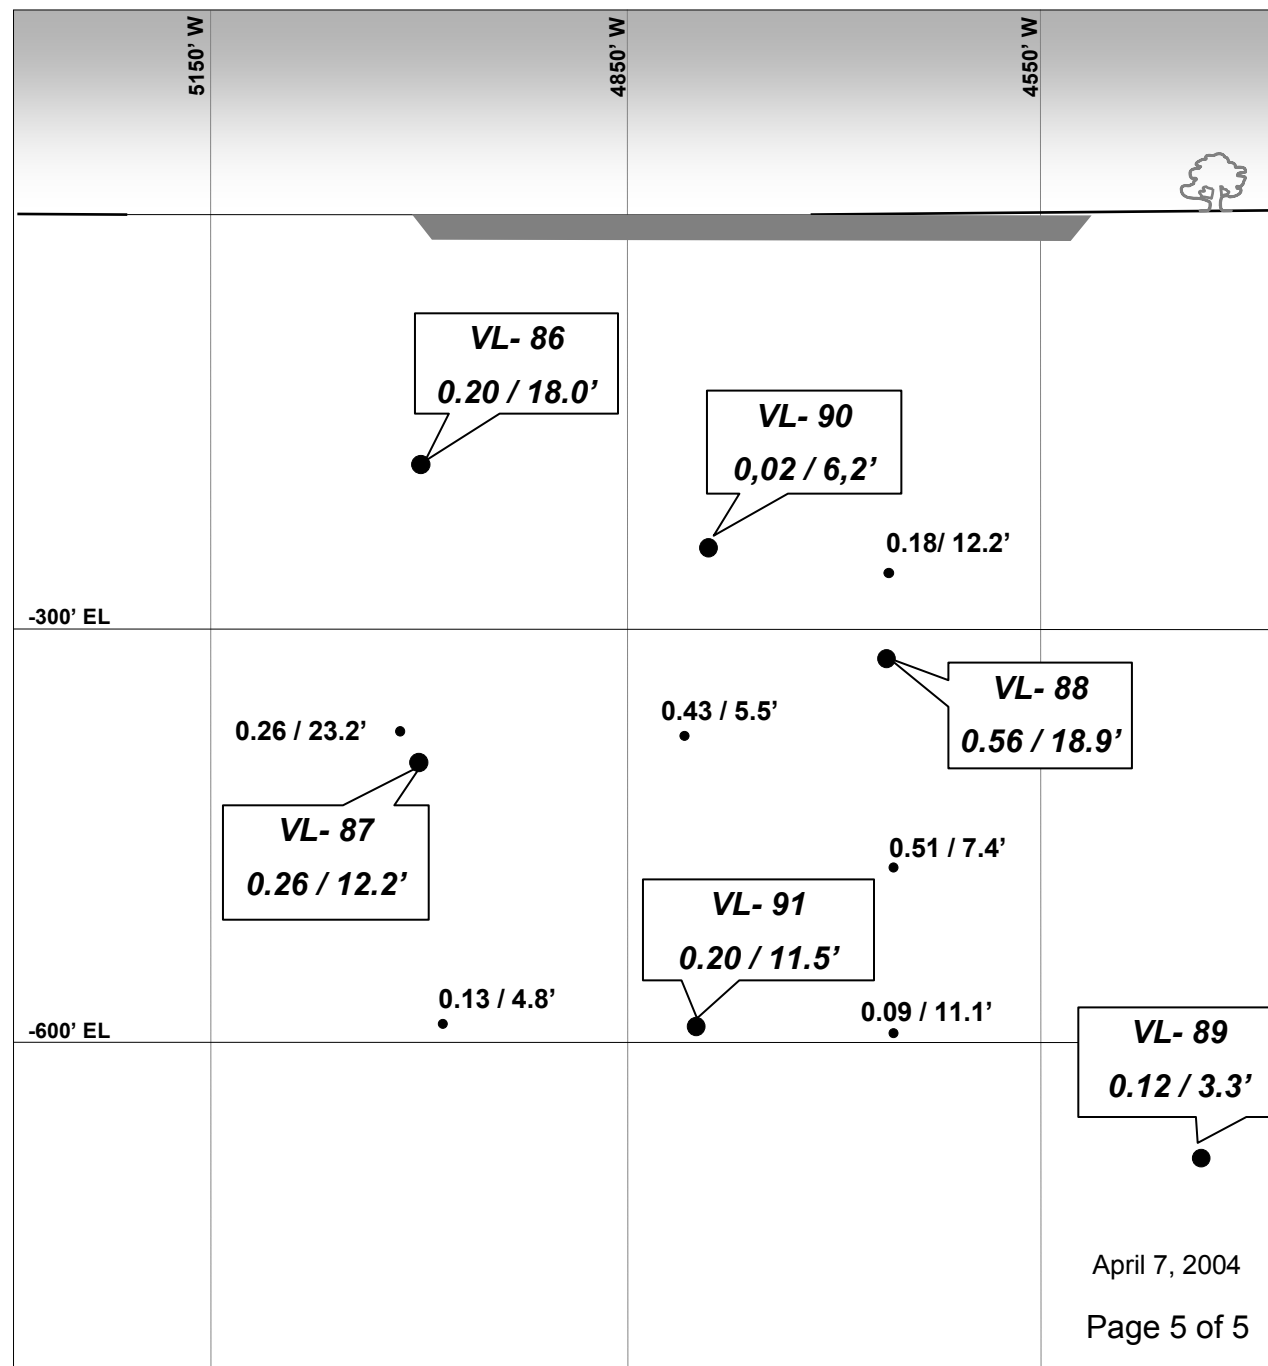 5150’ W
4850’ W
4550’ W
VL- 86
0.20 / 18.0’
VL- 90
0,02 / 6,2’
0.18/ 12.2’
-300’ EL
VL- 88
0.56 / 18.9’
0.43 / 5.5’
0.26 / 23.2’
VL- 87
0.26 / 12.2’
0.51 / 7.4’
VL- 91
0.20 / 11.5’
0.13 / 4.8’
0.09 / 11.1’
-600’ EL
VL- 89
0.12 / 3.3’
April 7, 2004
Page 5 of 5